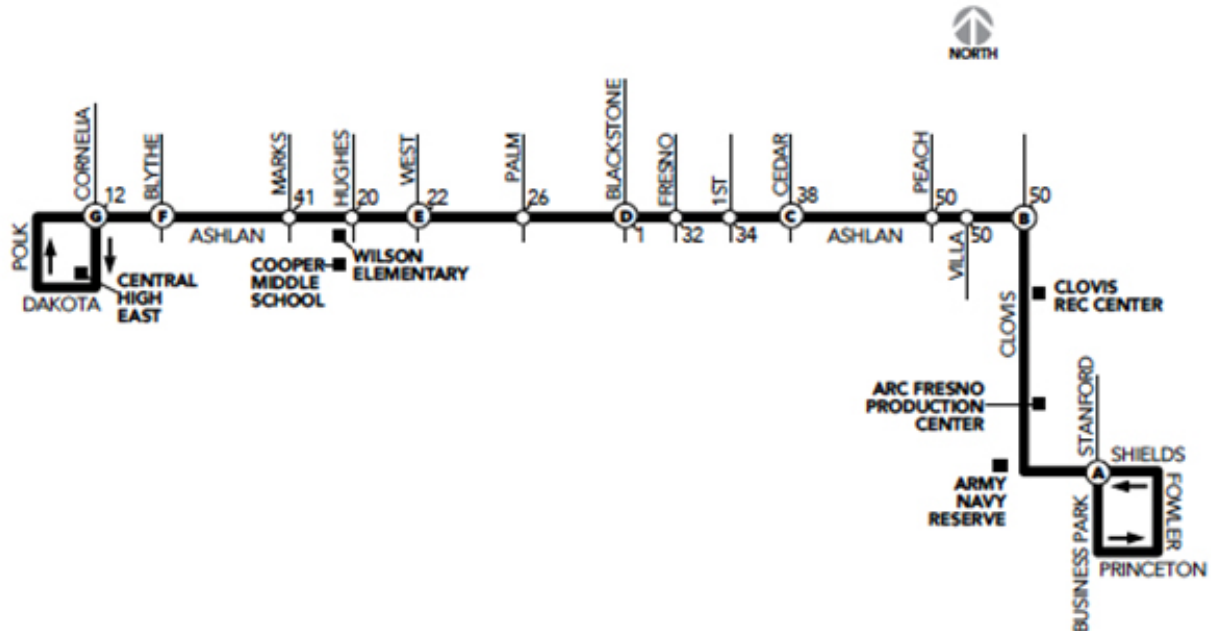 NORTH
CORNELIA
BLYTHE
MARKS
HUGHES
WEST
PALM
BLACKSTONE
FRESNO
1ST
CEDAR
PEACH
12
41
20
22
26
38
50
50
G
F
E
D
C
B
POLK
ASHLAN
1
32
34
ASHLAN
VILLA
50
DAKOTA
CENTRAL
HIGH
EAST
COOPER
MIDDLE
SCHOOL
WILSON
ELEMENTARY
CLOVIS
CLOVIS
REC CENTER
ARC FRESNO
PRODUCTION
CENTER
STANFORD
SHIELDS
A
ARMY
NAVY
RESERVE
BUSINESS PARK
FOWLER
PRINCETON